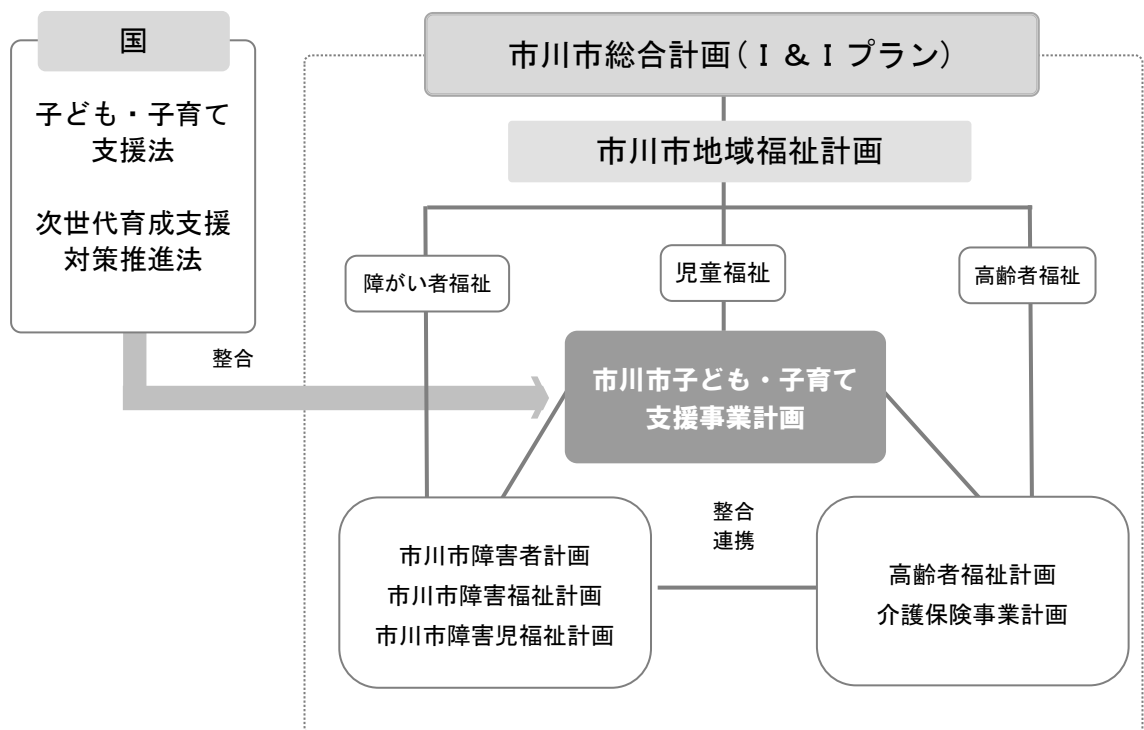 国
子ども・子育て
支援法
次世代育成支援
対策推進法
市川市総合計画(Ｉ＆Ｉプラン)
市川市地域福祉計画
障がい者福祉
児童福祉
高齢者福祉
整合
市川市子ども・子育て
支援事業計画
整合
連携
市川市障害者計画
市川市障害福祉計画
市川市障害児福祉計画
高齢者福祉計画
介護保険事業計画